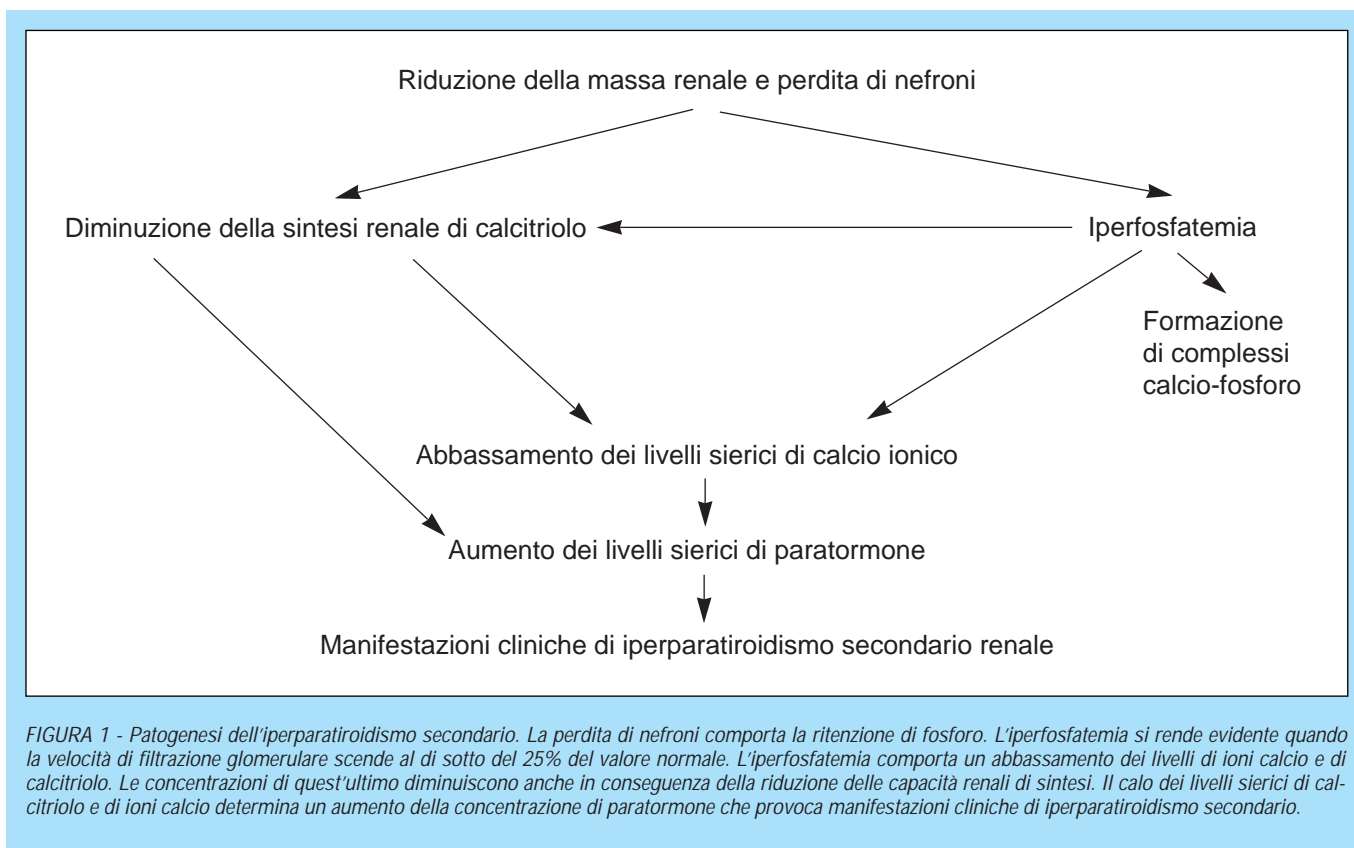 Riduzione della massa renale e perdita di nefroni
Diminuzione della sintesi renale di calcitriolo
Iperfosfatemia
Formazione
di complessi
calcio-fosforo
Abbassamento dei livelli sierici di calcio ionico
Aumento dei livelli sierici di paratormone
Manifestazioni cliniche di iperparatiroidismo secondario renale
FIGURA 1 - Patogenesi dell'iperparatiroidismo secondario. La perdita di nefroni comporta la ritenzione di fosforo. L'iperfosfatemia si rende evidente quando
la velocità di filtrazione glomerulare scende al di sotto del 25% del valore normale. L'iperfosfatemia comporta un abbassamento dei livelli di ioni calcio e di
calcitriolo. Le concentrazioni di quest'ultimo diminuiscono anche in conseguenza della riduzione delle capacità renali di sintesi. Il calo dei livelli sierici di cal-
citriolo e di ioni calcio determina un aumento della concentrazione di paratormone che provoca manifestazioni cliniche di iperparatiroidismo secondario.